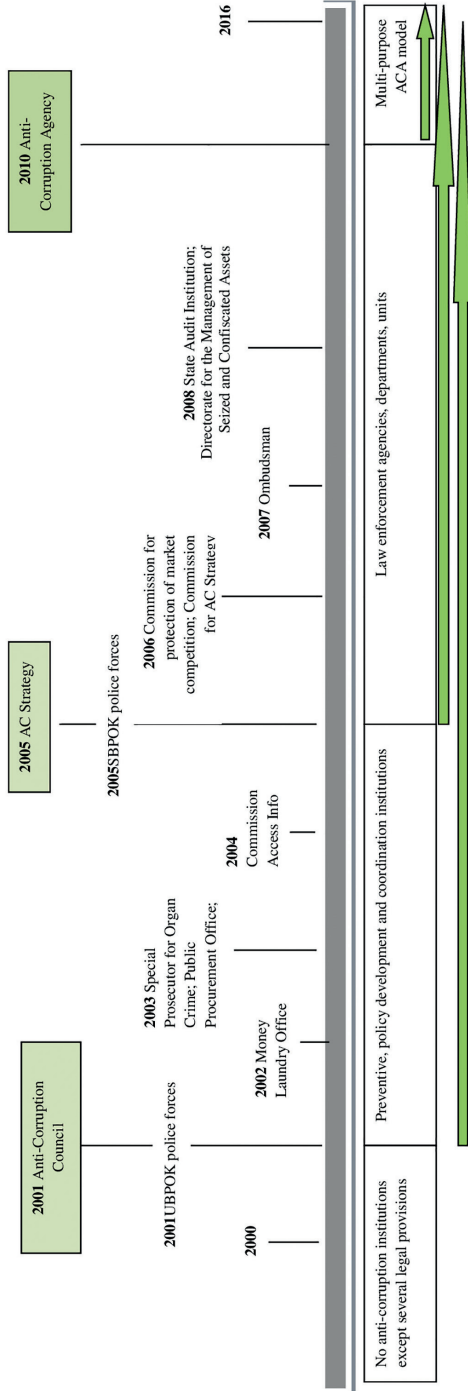 2001 Anti-Corruption
Council
2001UBPOK police forces
2000
2002 Money
Laundry Office
2003 Special
Prosecutor for Organ
Crime; Public
Procurement Office;
2004
Commission
Access Info
2005 AC Strategy
2005SBPOK police forces
2006 Commission for
protection of market
competition; Commission
for AC Strategy
2007 Ombudsman
2008 State Audit Institution;
Directorate for the Management of
Seized and Confiscated Assets
2010 Anti-
Corruption Agency
2016
No anti-corruption institutions
except several legal provisions
Preventive, policy development and coordination institutions
Law enforcement agencies, departments, units
Multi-purpose
ACA model